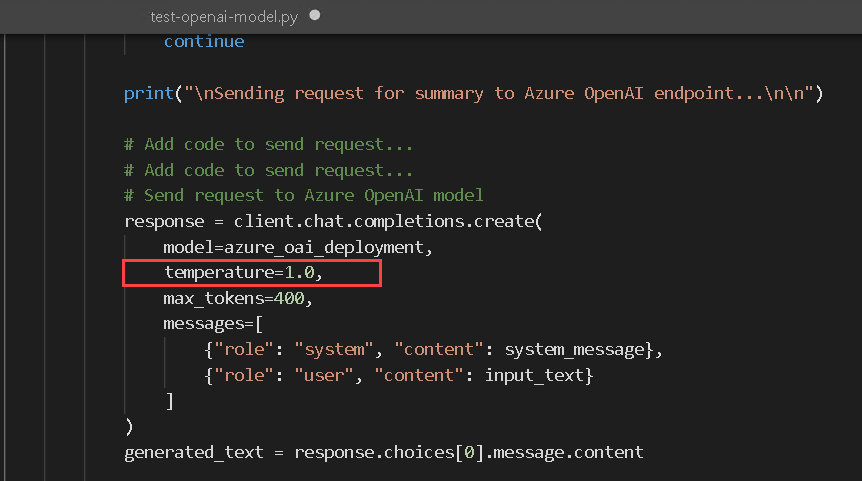 test-openai-model.py
continue
print("\nSending request for summary to Azure OpenAI endpoint...\n\n")
# Add code to send request...
# Add code to send request...
# Send request to Azure OpenAI model
response = client.chat.completions.create(
model=azure_oai_deployment,
temperature=1.0,
max_tokens=400,
messages=[
{"role": "system", "content": system_message},
{"role": "user", "content": input_text}
]
)
generated_text = response.choices[0].message.content